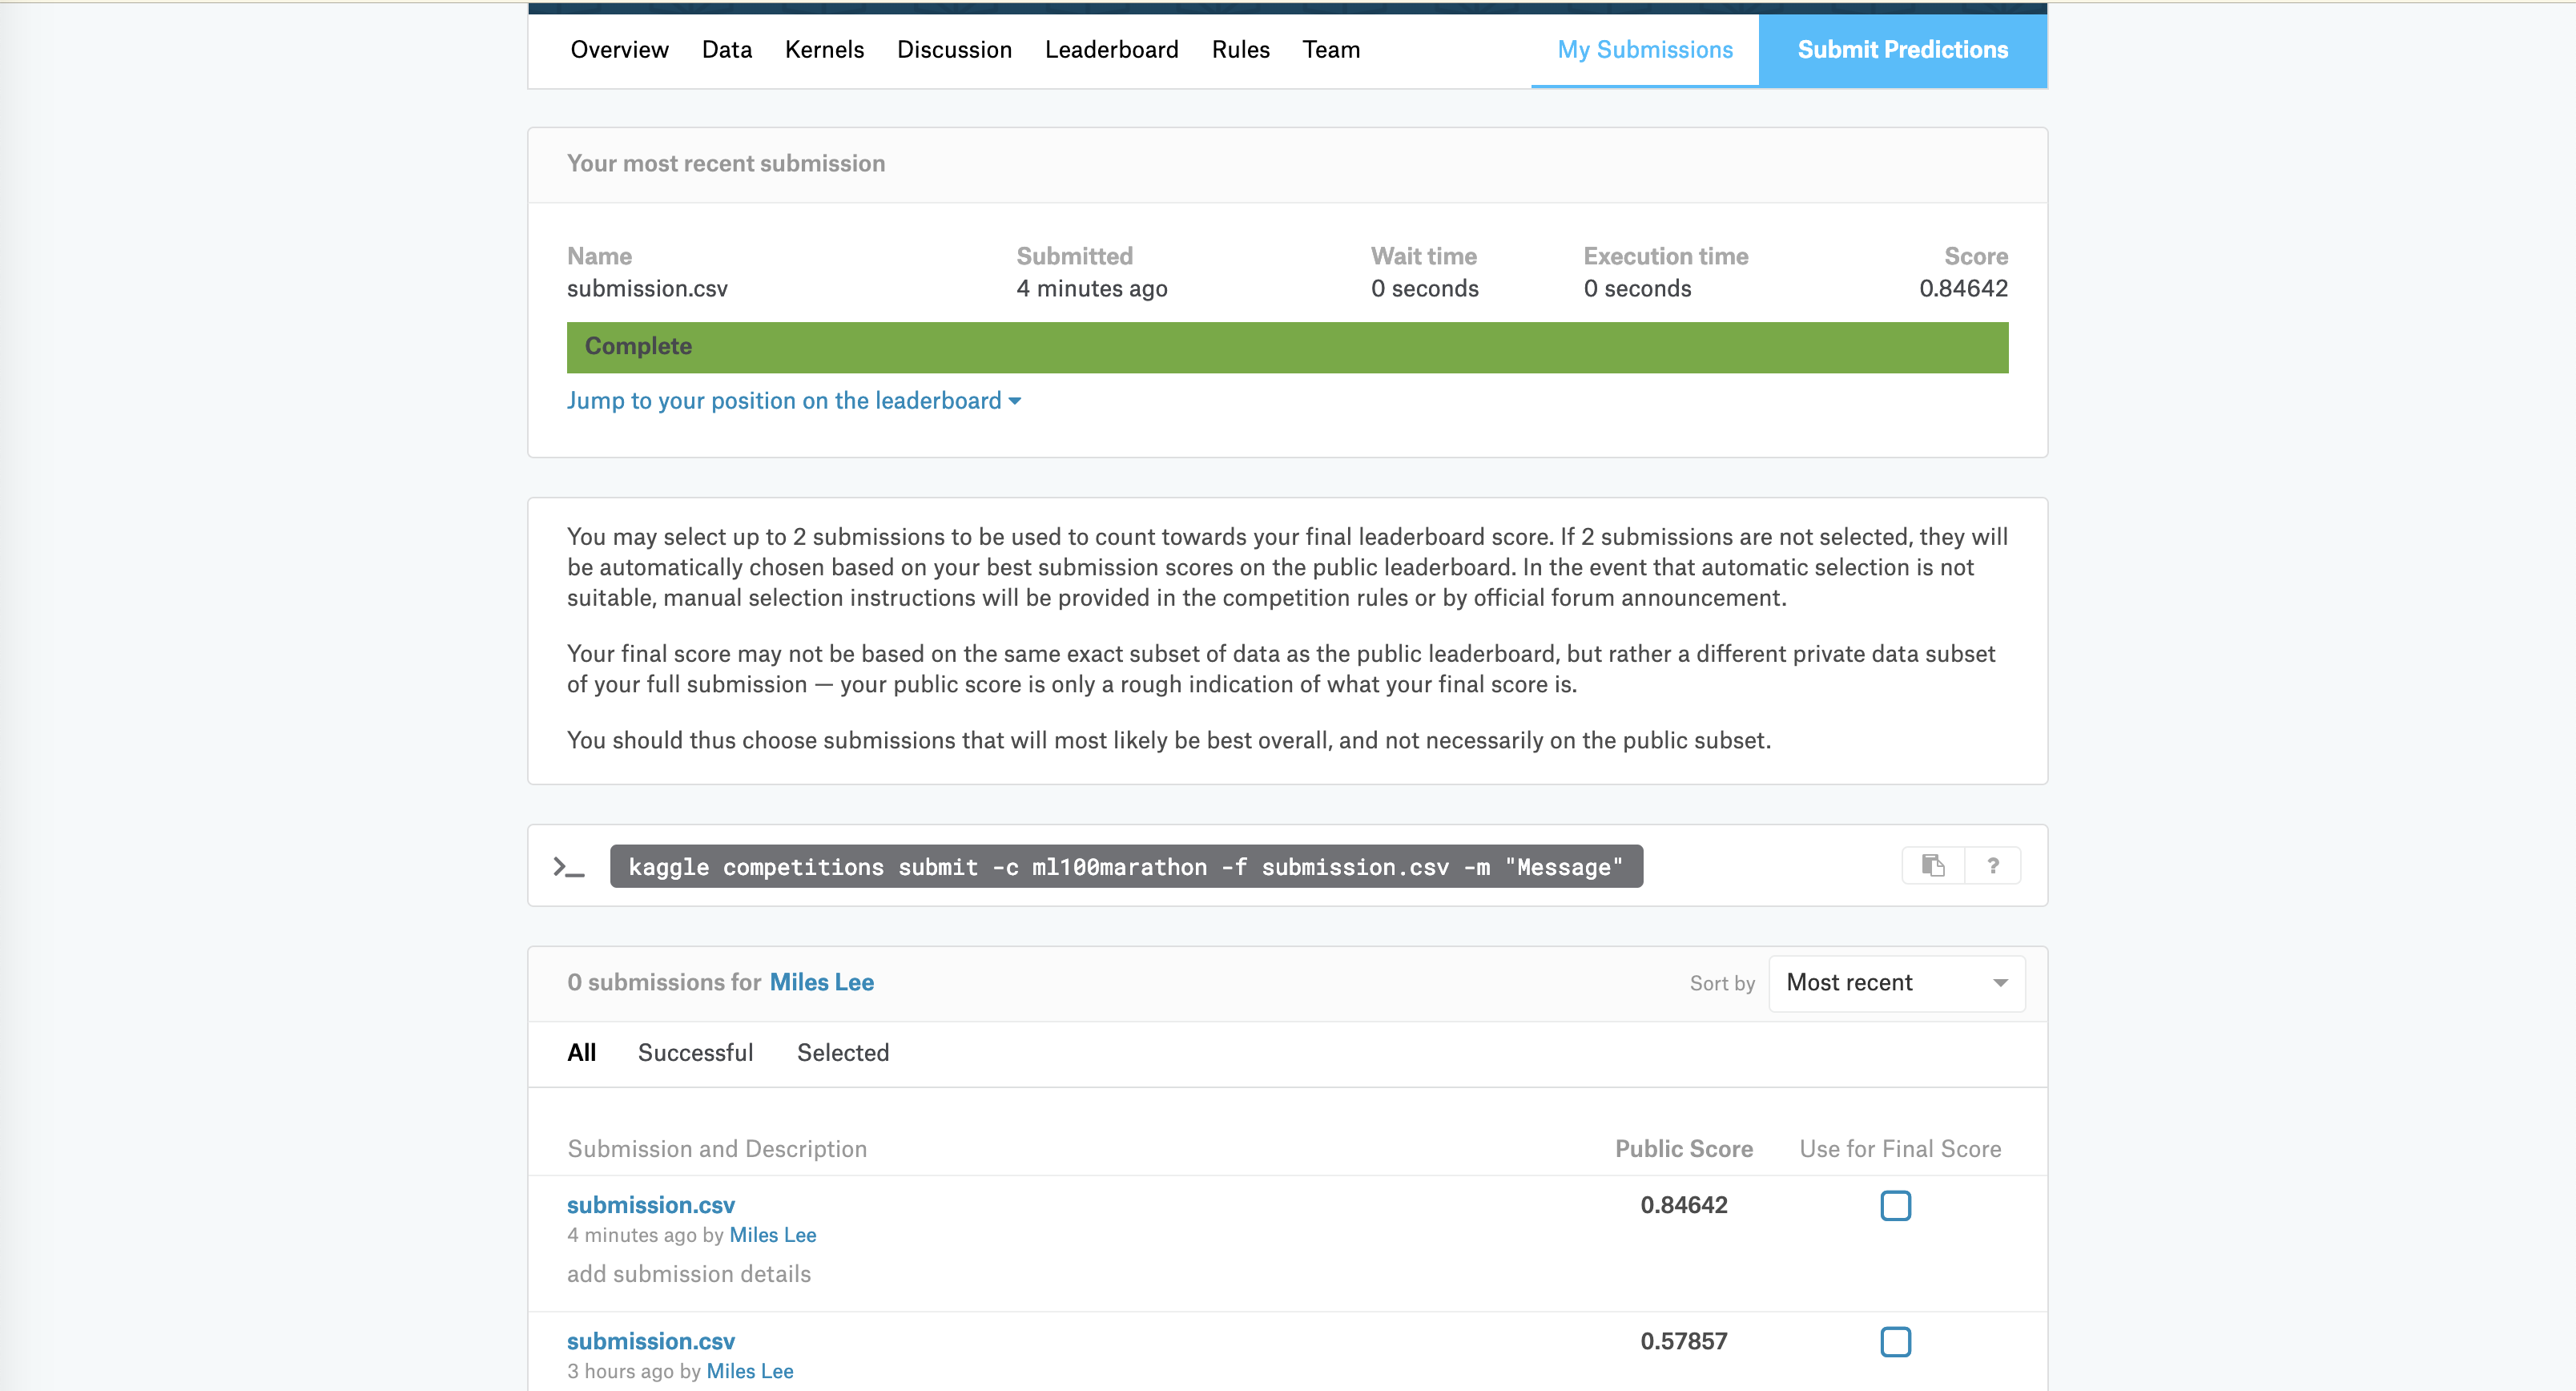 Overview Data Kernels Discussion Leaderboard Rules Team My Submissions Submit Predictions
Your most recent submission
Name Submitted Wait time Execution time Score
submission.csv 4 minutes ago 0 seconds 0 seconds 0.84642
Complete
Jump to your position on the leaderboard
You may select up to 2 submissions to be used to count towards your final leaderboard score. If 2 submissions are not selected, they will
be automatically chosen based on your best submission scores on the public leaderboard. In the event that automatic selection is not
suitable, manual selection instructions will be provided in the competition rules or by official forum announcement.
Your final score may not be based on the same exact subset of data as the public leaderboard, but rather a different private data subset
of your full submission — your public score is only a rough indication of what your final score is.
You should thus choose submissions that will most likely be best overall, and not necessarily on the public subset.
>_ kaggle competitions submit -c ml100marathon -f submission.csv -m "Message" ?
0 submissions for Miles Lee Sort by Most recent
All Successful Selected
Submission and Description Public Score Use for Final Score
submission.csv 0.84642
4 minutes ago by Miles Lee
add submission details
submission.csv 0.57857
3 hours ago by Miles Lee